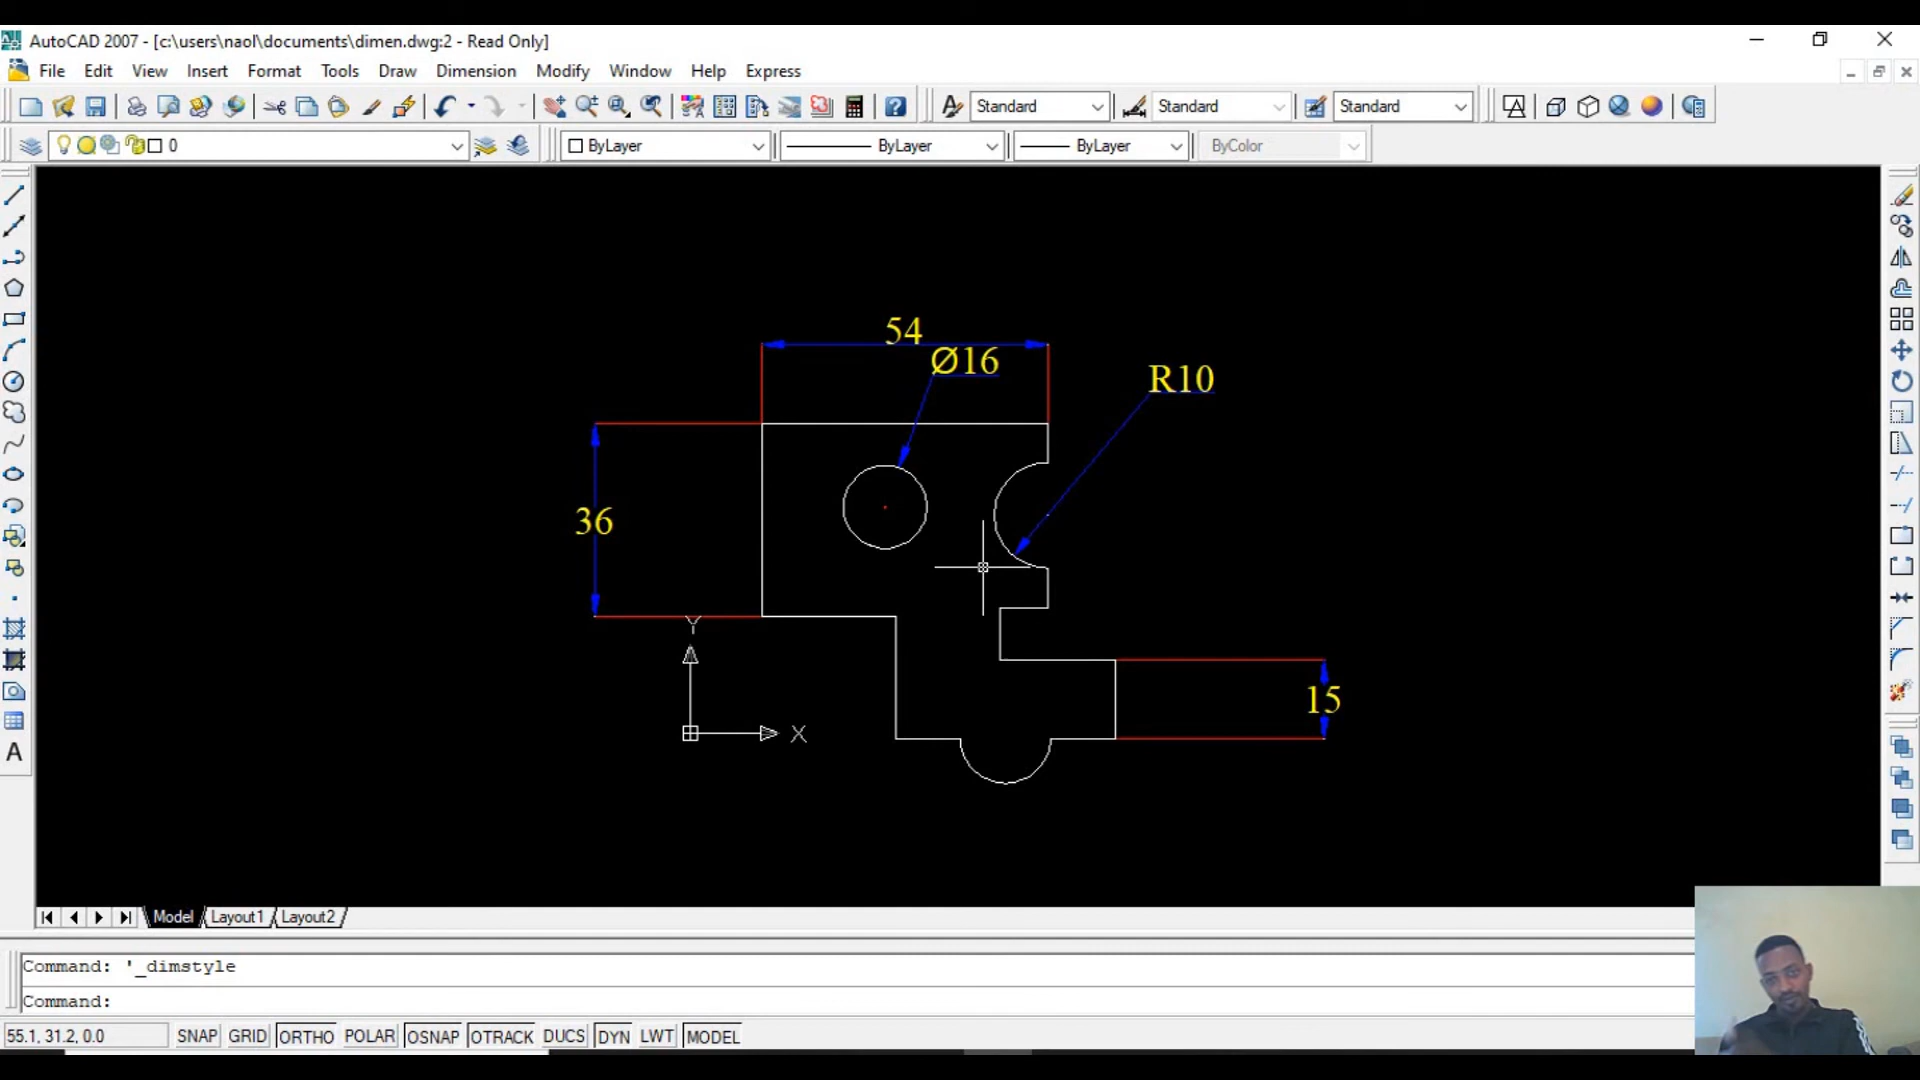 AutoCAD 2007 - [c:\users\naol\documents\dimen.dwg:2 - Read Only]
File Edit View Insert Format Tools Draw Dimension Modify Window Help Express
Standard Standard Standard
0 ByLayer ByLayer ByLayer ByColor
54
Ø16
R10
36
15
Y
X
A
Model Layout1 Layout2
Command: '_dimstyle
Command:
55.1, 31.2, 0.0 SNAP GRID ORTHO POLAR OSNAP OTRACK DUCS DYN LWT MODEL